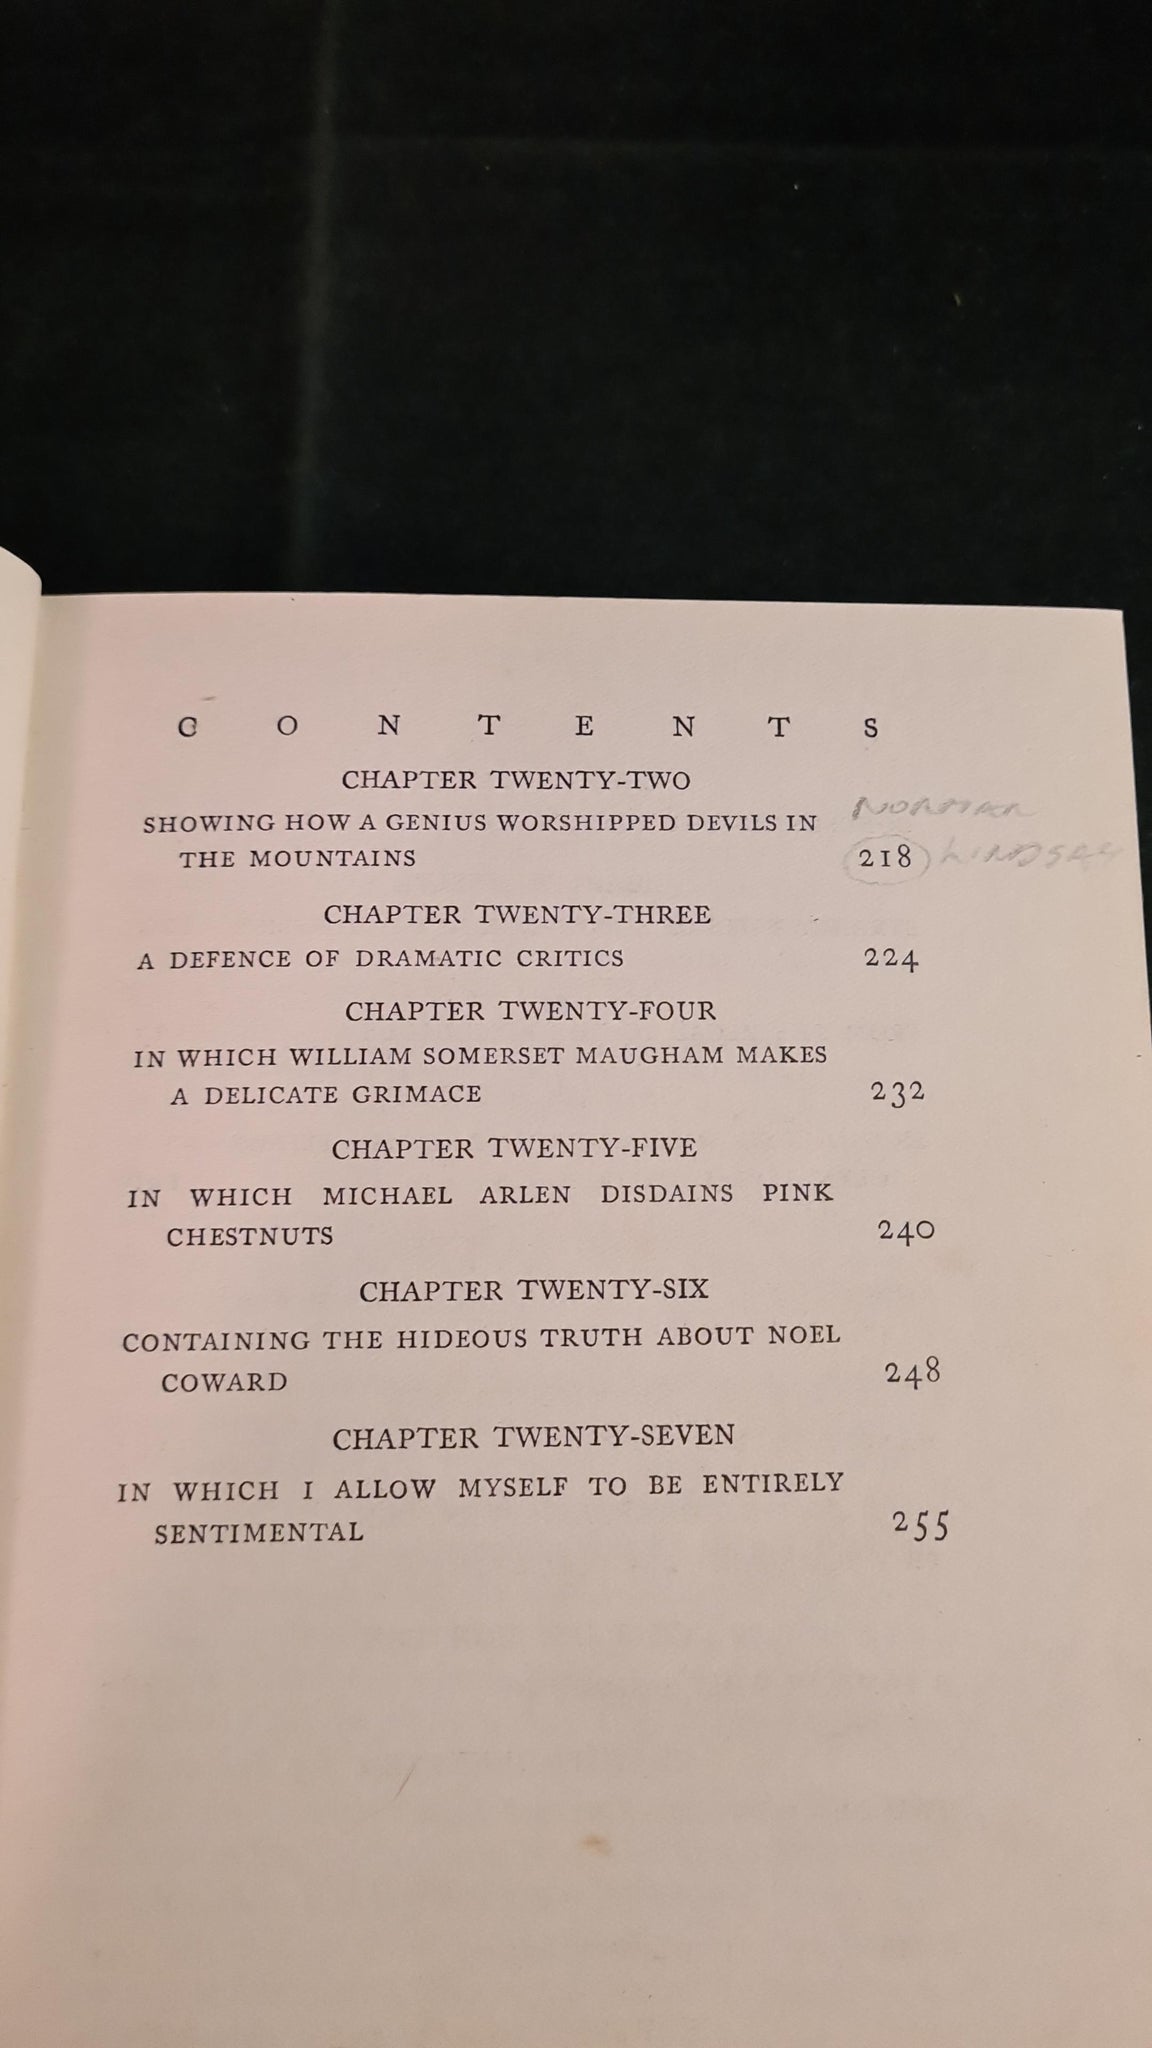 CONTENTS
CHAPTER TWENTY-TWO
SHOWING HOW A GENIUS WORSHIPPED DEVILS IN
THE MOUNTAINS 218
NORMAN
LINDSAY
CHAPTER TWENTY-THREE
A DEFENCE OF DRAMATIC CRITICS 224
CHAPTER TWENTY-FOUR
IN WHICH WILLIAM SOMERSET MAUGHAM MAKES
A DELICATE GRIMACE 232
CHAPTER TWENTY-FIVE
IN WHICH MICHAEL ARLEN DISDAINS PINK
CHESTNUTS 240
CHAPTER TWENTY-SIX
CONTAINING THE HIDEOUS TRUTH ABOUT NOEL
COWARD 248
CHAPTER TWENTY-SEVEN
IN WHICH I ALLOW MYSELF TO BE ENTIRELY
SENTIMENTAL 255